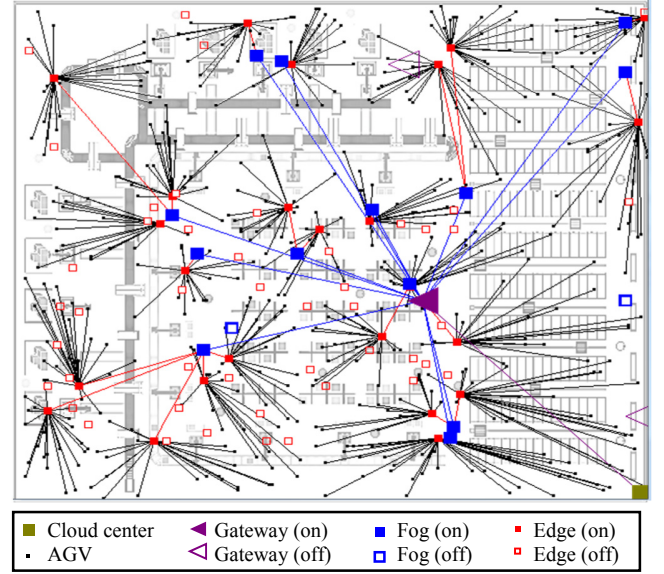 Cloud center Gateway (on) Fog (on) Edge (on)
AGV Gateway (off) Fog (off) Edge (off)